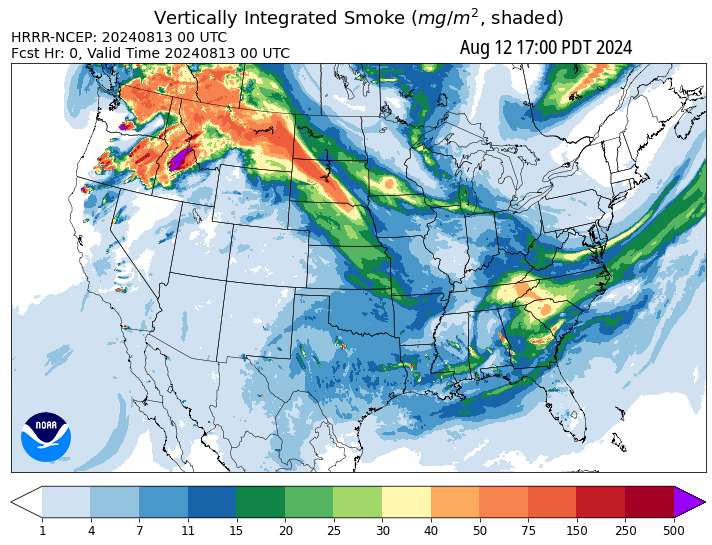 Vertically Integrated Smoke (mg/m², shaded)
HRRR-NCEP: 20240813 00 UTC
Fcst Hr: 0, Valid Time 20240813 00 UTC
Aug 12 17:00 PDT 2024
NOAA
1 4 7 11 15 20 25 30 40 50 75 150 250 500